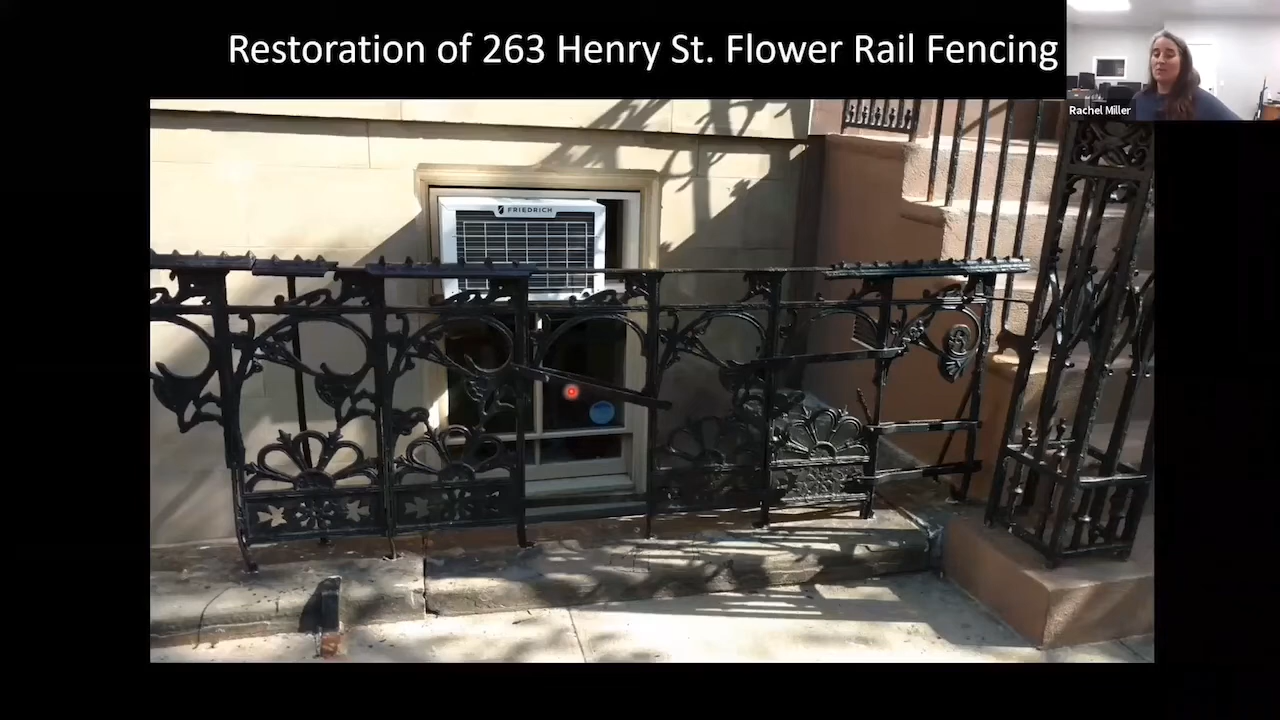 Restoration of 263 Henry St. Flower Rail Fencing
Rachel Miller
FRIEDRICH